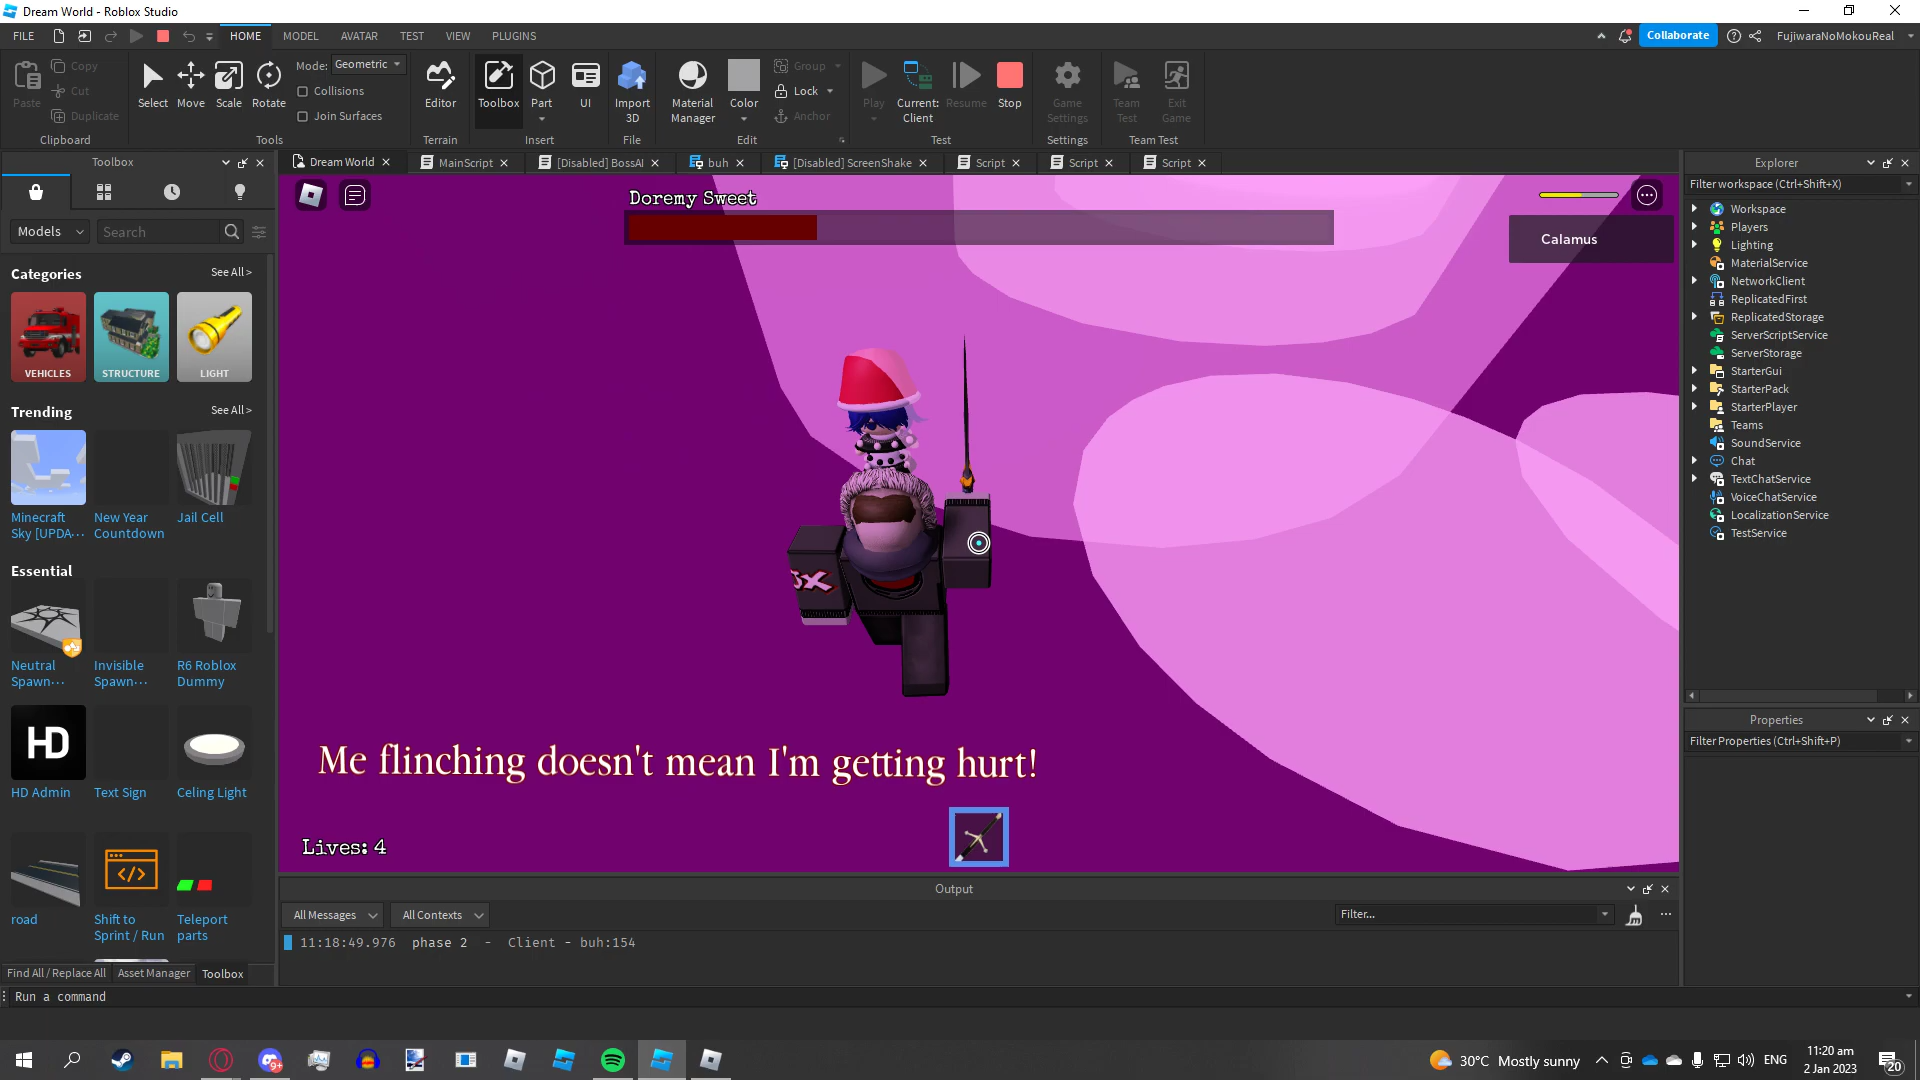 Dream World - Roblox Studio
FILE HOME MODEL AVATAR TEST VIEW PLUGINS Collaborate FujiwaraNoMokouReal
Paste Copy Cut Duplicate Clipboard
Select Move Scale Rotate Mode: Geometric Collisions Join Surfaces Tools
Editor Terrain
Toolbox Part UI Insert
Import 3D File
Material Manager Color Group Lock Anchor Edit
Play Current: Client Resume Stop Test
Game Settings Settings
Team Test Exit Game Team Test
Toolbox
Dream World MainScript [Disabled] BossAI buh [Disabled] ScreenShake Script Script Script
Models Search
Categories See All >
VEHICLES STRUCTURE LIGHT
Trending See All >
Minecraft Sky [UPDA··· New Year Countdown Jail Cell
Essential
Neutral Spawn··· Invisible Spawn··· R6 Roblox Dummy
HD
HD Admin Text Sign Celing Light
road Shift to Sprint / Run Teleport parts
Find All / Replace All Asset Manager Toolbox
Run a command
Doremy Sweet
Calamus
Me flinching doesn't mean I'm getting hurt!
Lives: 4
Output
All Messages All Contexts Filter...
11:18:49.976 phase 2 - Client - buh:154
Explorer
Filter workspace (Ctrl+Shift+X)
Workspace
Players
Lighting
MaterialService
NetworkClient
ReplicatedFirst
ReplicatedStorage
ServerScriptService
ServerStorage
StarterGui
StarterPack
StarterPlayer
Teams
SoundService
Chat
TextChatService
VoiceChatService
LocalizationService
TestService
Properties
Filter Properties (Ctrl+Shift+P)
30°C Mostly sunny ENG
11:20 am
2 Jan 2023
20